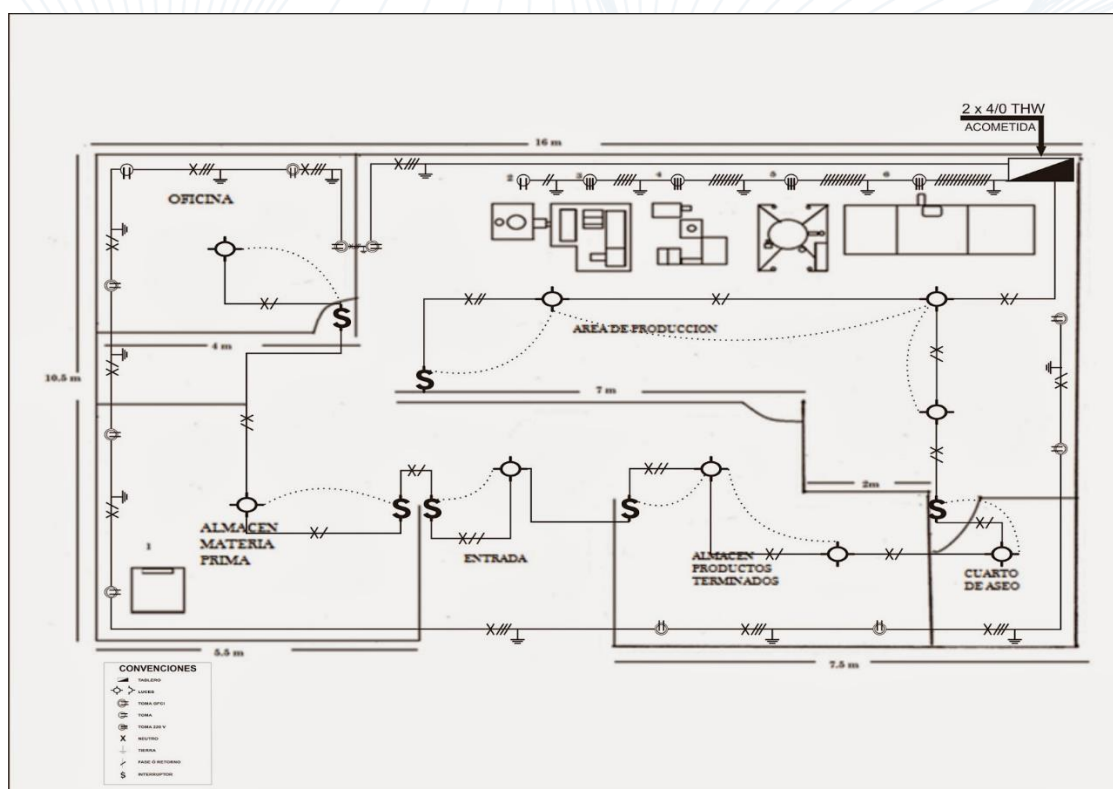 2 x 4/0 THW
ACOMETIDA
16 m
OFICINA
2
3
4
5
6
AREA DE PRODUCCION
4 m
10.5 m
7 m
2m
1
ALMACEN
MATERIA
PRIMA
ENTRADA
ALMACEN
PRODUCTOS
TERMINADOS
CUARTO
DE ASEO
5.5 m
7.5 m
S
S
S
S
S
S
CONVENCIONES
TABLERO
LUCES
TOMA GFCI
TOMA
TOMA 220 V
X NEUTRO
TIERRA
FASE O RETORNO
S INTERRUPTOR